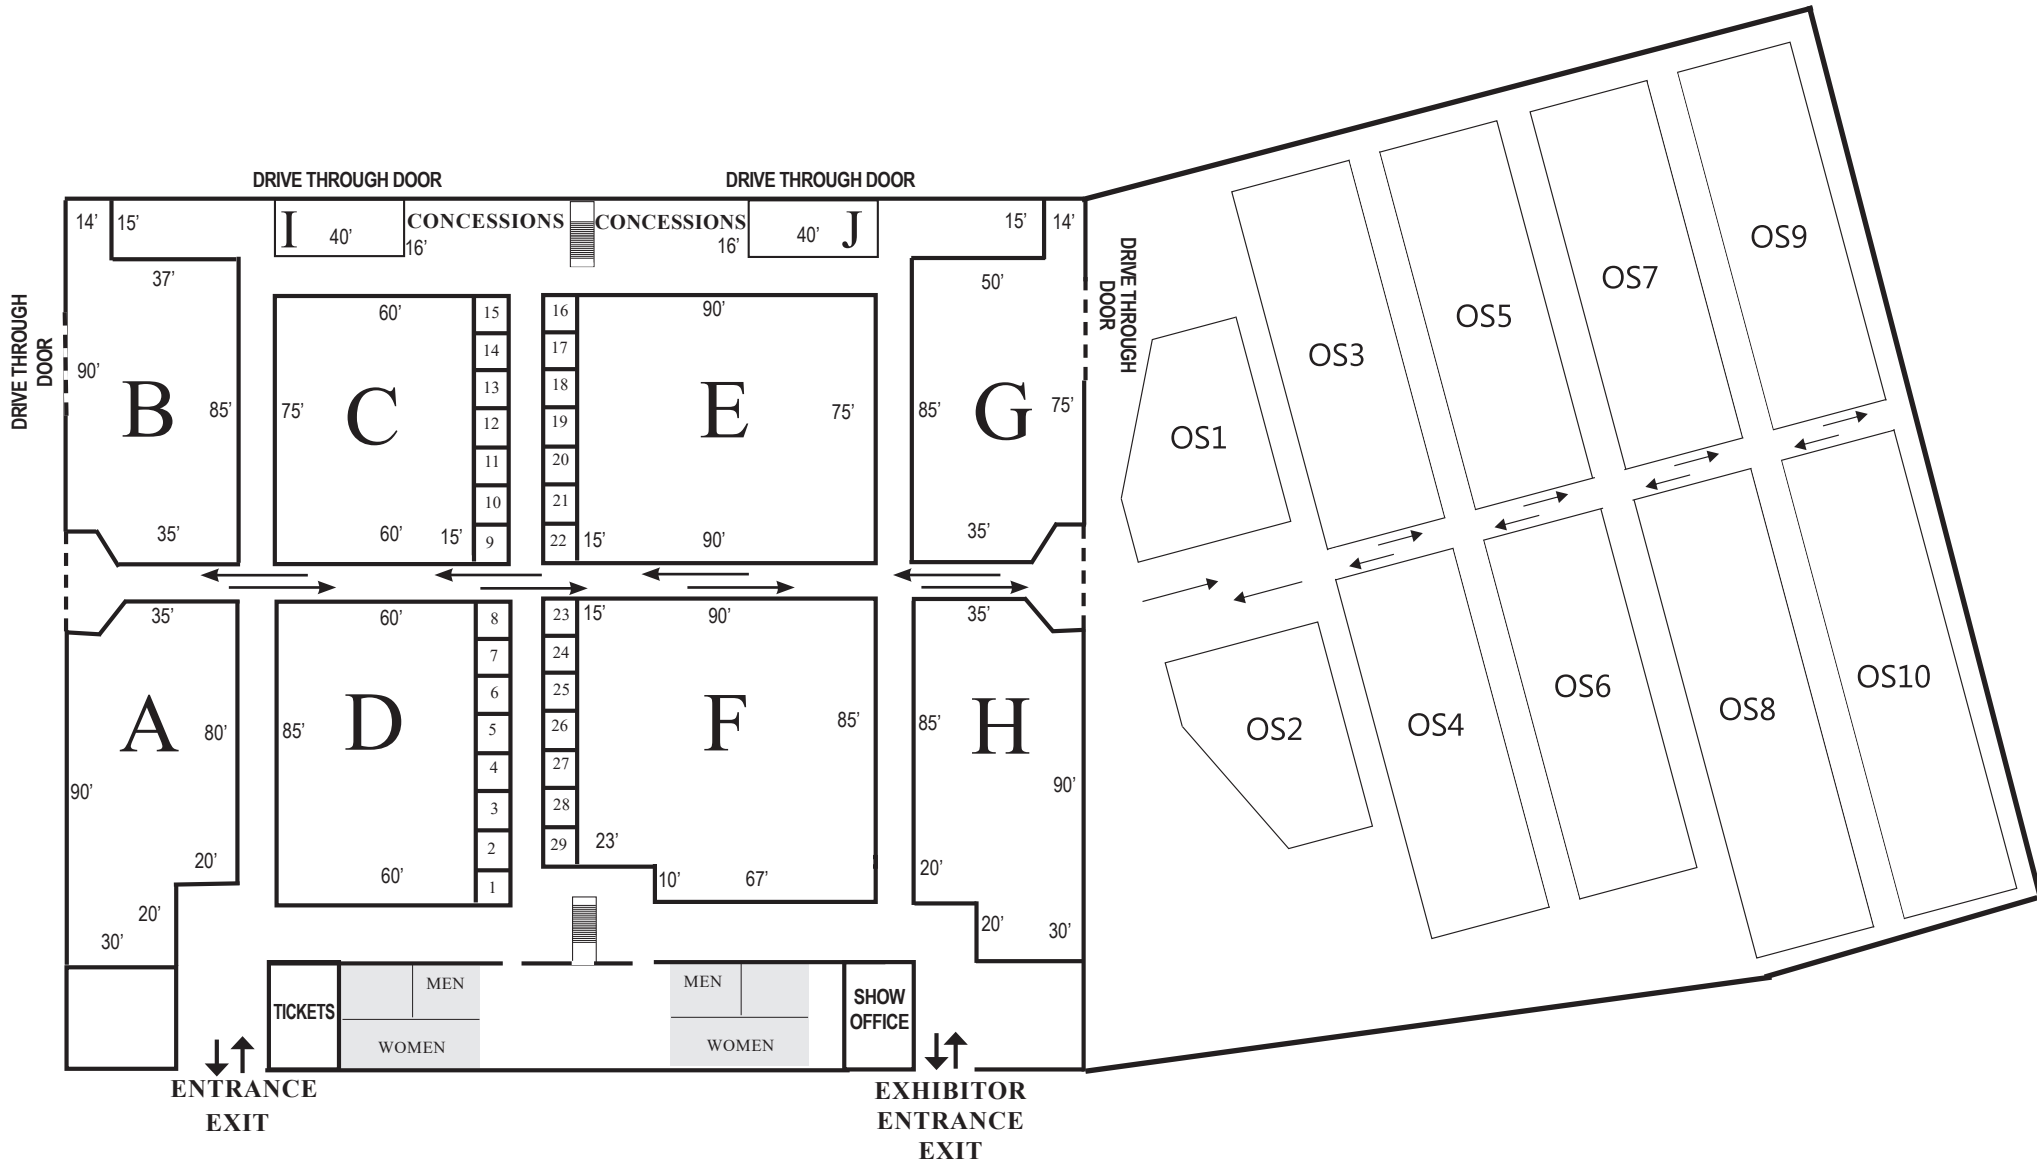 DRIVE THROUGH DOOR
DRIVE THROUGH DOOR
14’
15’
I
40’
16’
CONCESSIONS
CONCESSIONS
16’
40’
J
15’
14’
DRIVE THROUGH
DOOR
37’
90’
B
85’
35’
60’
75’
C
60’
15’
15
14
13
12
11
10
9
16
17
18
19
20
21
22
90’
E
75’
15’
90’
50’
85’
G
75’
35’
DRIVE THROUGH
DOOR
35’
A
80’
90’
20’
20’
30’
60’
85’
D
60’
8
7
6
5
4
3
2
1
23
24
25
26
27
28
29
15’
90’
F
85’
23’
10’
67’
35’
85’
H
90’
20’
20’
30’
OS1
OS3
OS5
OS7
OS9
OS2
OS4
OS6
OS8
OS10
TICKETS
MEN
WOMEN
MEN
WOMEN
SHOW
OFFICE
ENTRANCE
EXIT
EXHIBITOR
ENTRANCE
EXIT